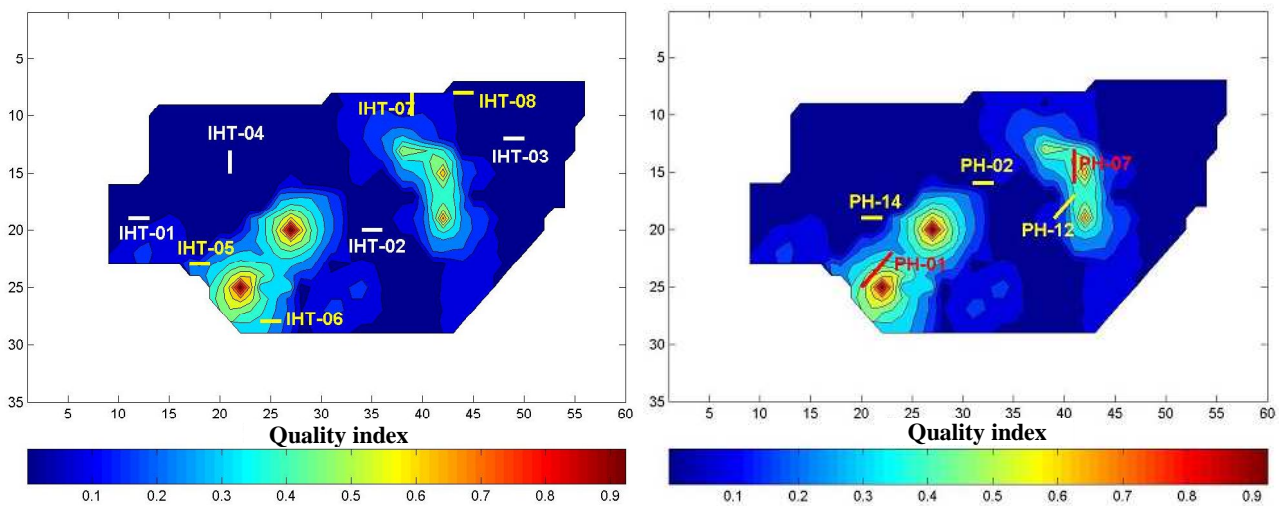 5
10
15
20
25
30
35
IHT-07
IHT-08
IHT-04
IHT-03
IHT-01
IHT-02
IHT-05
IHT-06
5 10 15 20 25 30 35 40 45 50 55 60
Quality index
0.1 0.2 0.3 0.4 0.5 0.6 0.7 0.8 0.9
5
10
15
20
25
30
35
PH-02
PH-07
PH-14
PH-12
PH-01
5 10 15 20 25 30 35 40 45 50 55 60
Quality index
0.1 0.2 0.3 0.4 0.5 0.6 0.7 0.8 0.9